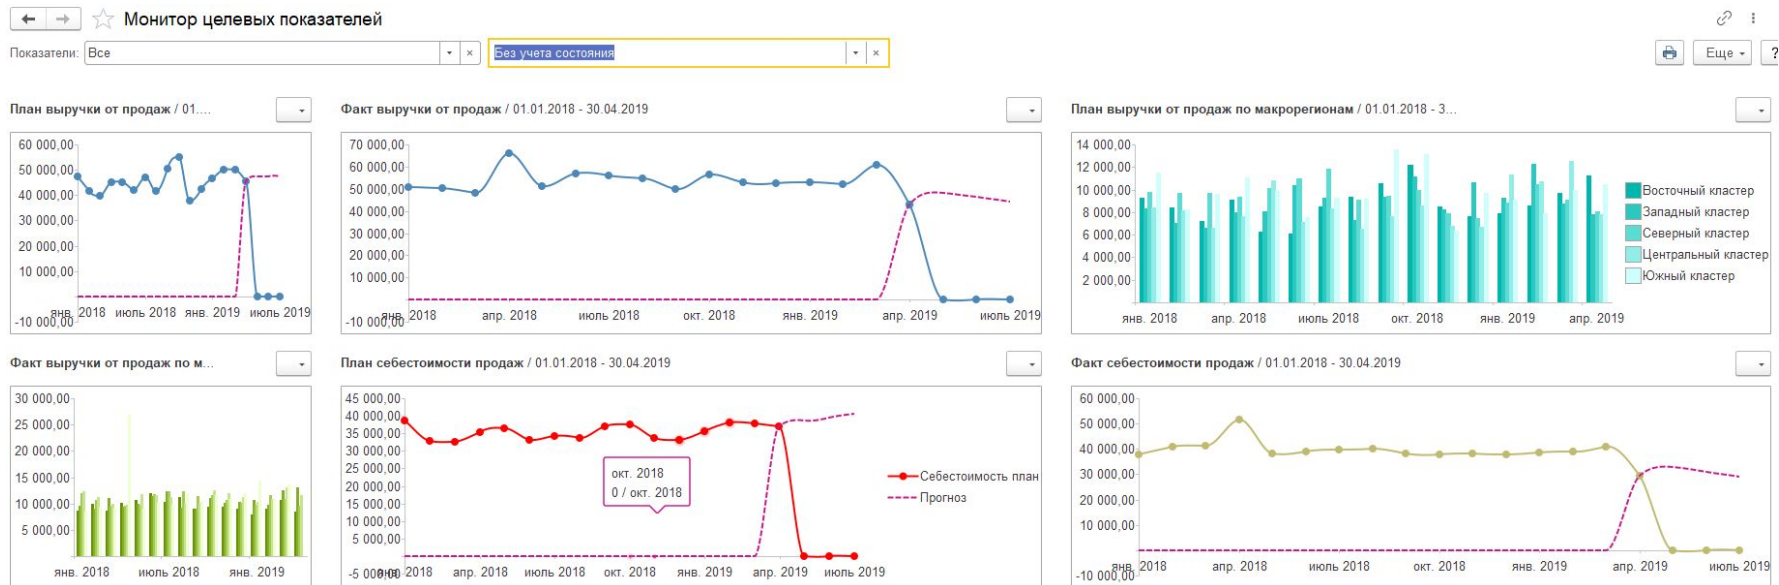 Монитор целевых показателей
Показатели: Все
Без учета состояния
Еще
?
План выручки от продаж / 01....
60 000,00
50 000,00
40 000,00
30 000,00
20 000,00
10 000,00
-10 000,00
янв. 2018
июль 2018
янв. 2019
июль 2019
Факт выручки от продаж / 01.01.2018 - 30.04.2019
70 000,00
60 000,00
50 000,00
40 000,00
30 000,00
20 000,00
10 000,00
-10 000,00
янв. 2018
апр. 2018
июль 2018
окт. 2018
янв. 2019
апр. 2019
июль 2019
План выручки от продаж по макрорегионам / 01.01.2018 - 3...
14 000,00
12 000,00
10 000,00
8 000,00
6 000,00
4 000,00
2 000,00
янв. 2018
апр. 2018
июль 2018
окт. 2018
янв. 2019
апр. 2019
Восточный кластер
Западный кластер
Северный кластер
Центральный кластер
Южный кластер
Факт выручки от продаж по м...
30 000,00
25 000,00
20 000,00
15 000,00
10 000,00
5 000,00
янв. 2018
июль 2018
янв. 2019
План себестоимости продаж / 01.01.2018 - 30.04.2019
45 000,00
40 000,00
35 000,00
30 000,00
25 000,00
20 000,00
15 000,00
10 000,00
5 000,00
-5 000,00
янв. 2018
апр. 2018
июль 2018
окт. 2018
янв. 2019
апр. 2019
июль 2019
окт. 2018
0 / окт. 2018
Себестоимость план
Прогноз
Факт себестоимости продаж / 01.01.2018 - 30.04.2019
60 000,00
50 000,00
40 000,00
30 000,00
20 000,00
10 000,00
-10 000,00
янв. 2018
апр. 2018
июль 2018
окт. 2018
янв. 2019
апр. 2019
июль 2019